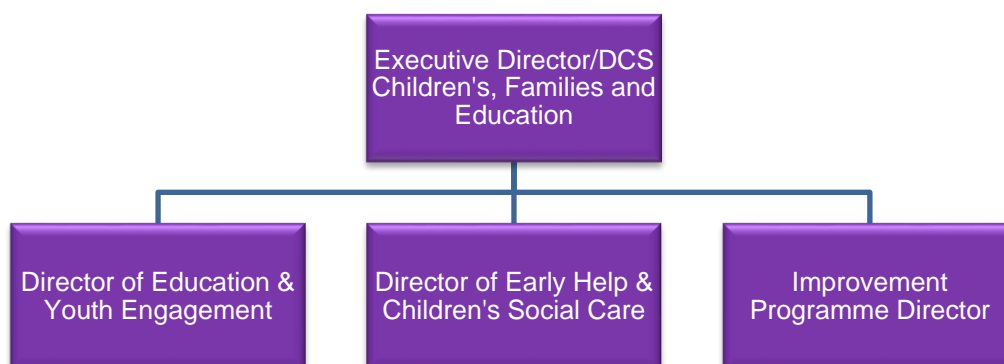 Executive Director/DCS
Children's, Families and
Education
Director of Education &
Youth Engagement
Director of Early Help &
Children's Social Care
Improvement
Programme Director